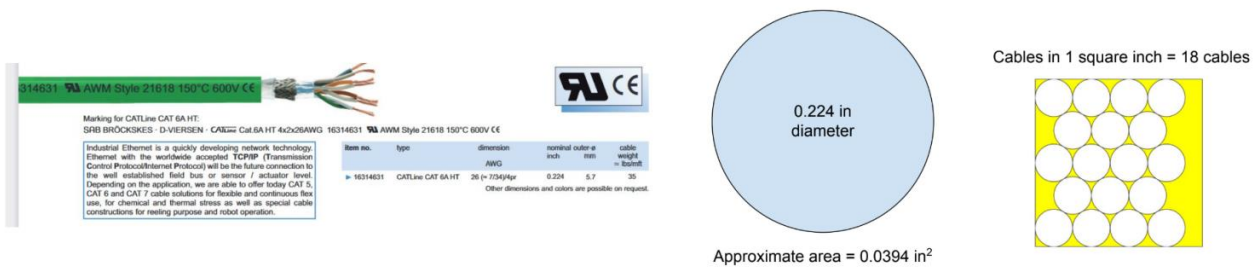 316314631 AWM Style 21618 150°C 600V CE
Marking for CATLine CAT 6A HT:
SAB BRÖCKSKES · D-VIERSEN · CATLine Cat.6A HT 4x2x26AWG 16314631 AWM Style 21618 150°C 600V CE
CE
Industrial Ethernet is a quickly developing network technology.
Ethernet with the worldwide accepted TCP/IP (Transmission
Control Protocol/Internet Protocol) will be the future connection to
the well established field bus or sensor / actuator level.
Depending on the application, we are able to offer today CAT 5,
CAT 6 and CAT 7 cable solutions for flexible and continuous flex
use, for chemical and thermal stress as well as special cable
constructions for reeling purpose and robot operation.
item no. type dimension nominal outer-ø cable
AWG inch mm weight
≈ lbs/mft
16314631 CATLine CAT 6A HT 26 (≈ 7/34)/4pr 0.224 5.7 35
Other dimensions and colors are possible on request.
0.224 in
diameter
Approximate area = 0.0394 in²
Cables in 1 square inch = 18 cables